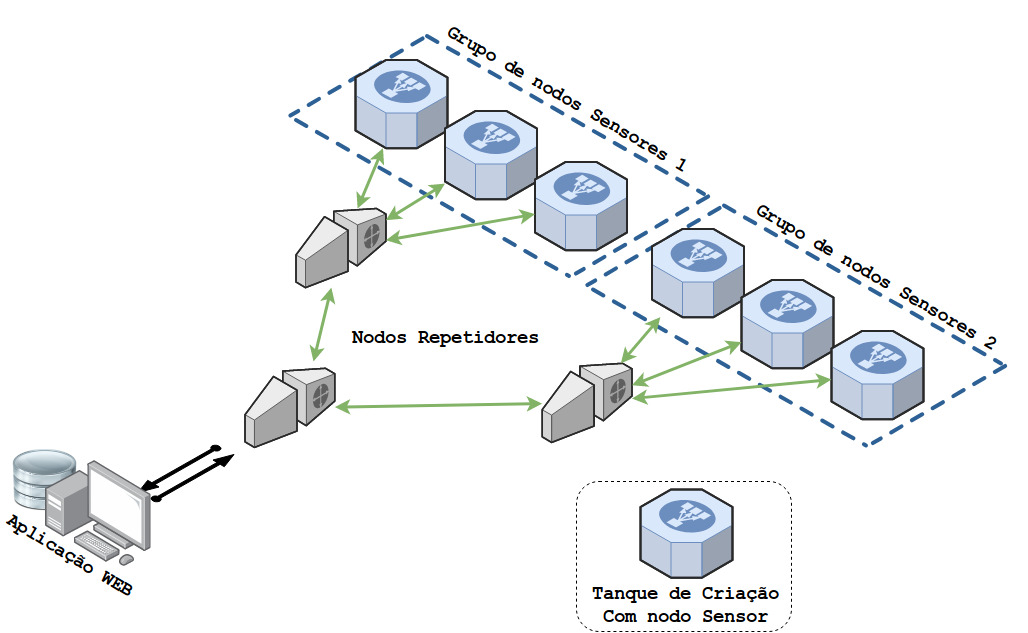 Grupo de nodos Sensores 1
Grupo de nodos Sensores 2
Nodos Repetidores
Aplicação WEB
Tanque de Criação
Com nodo Sensor